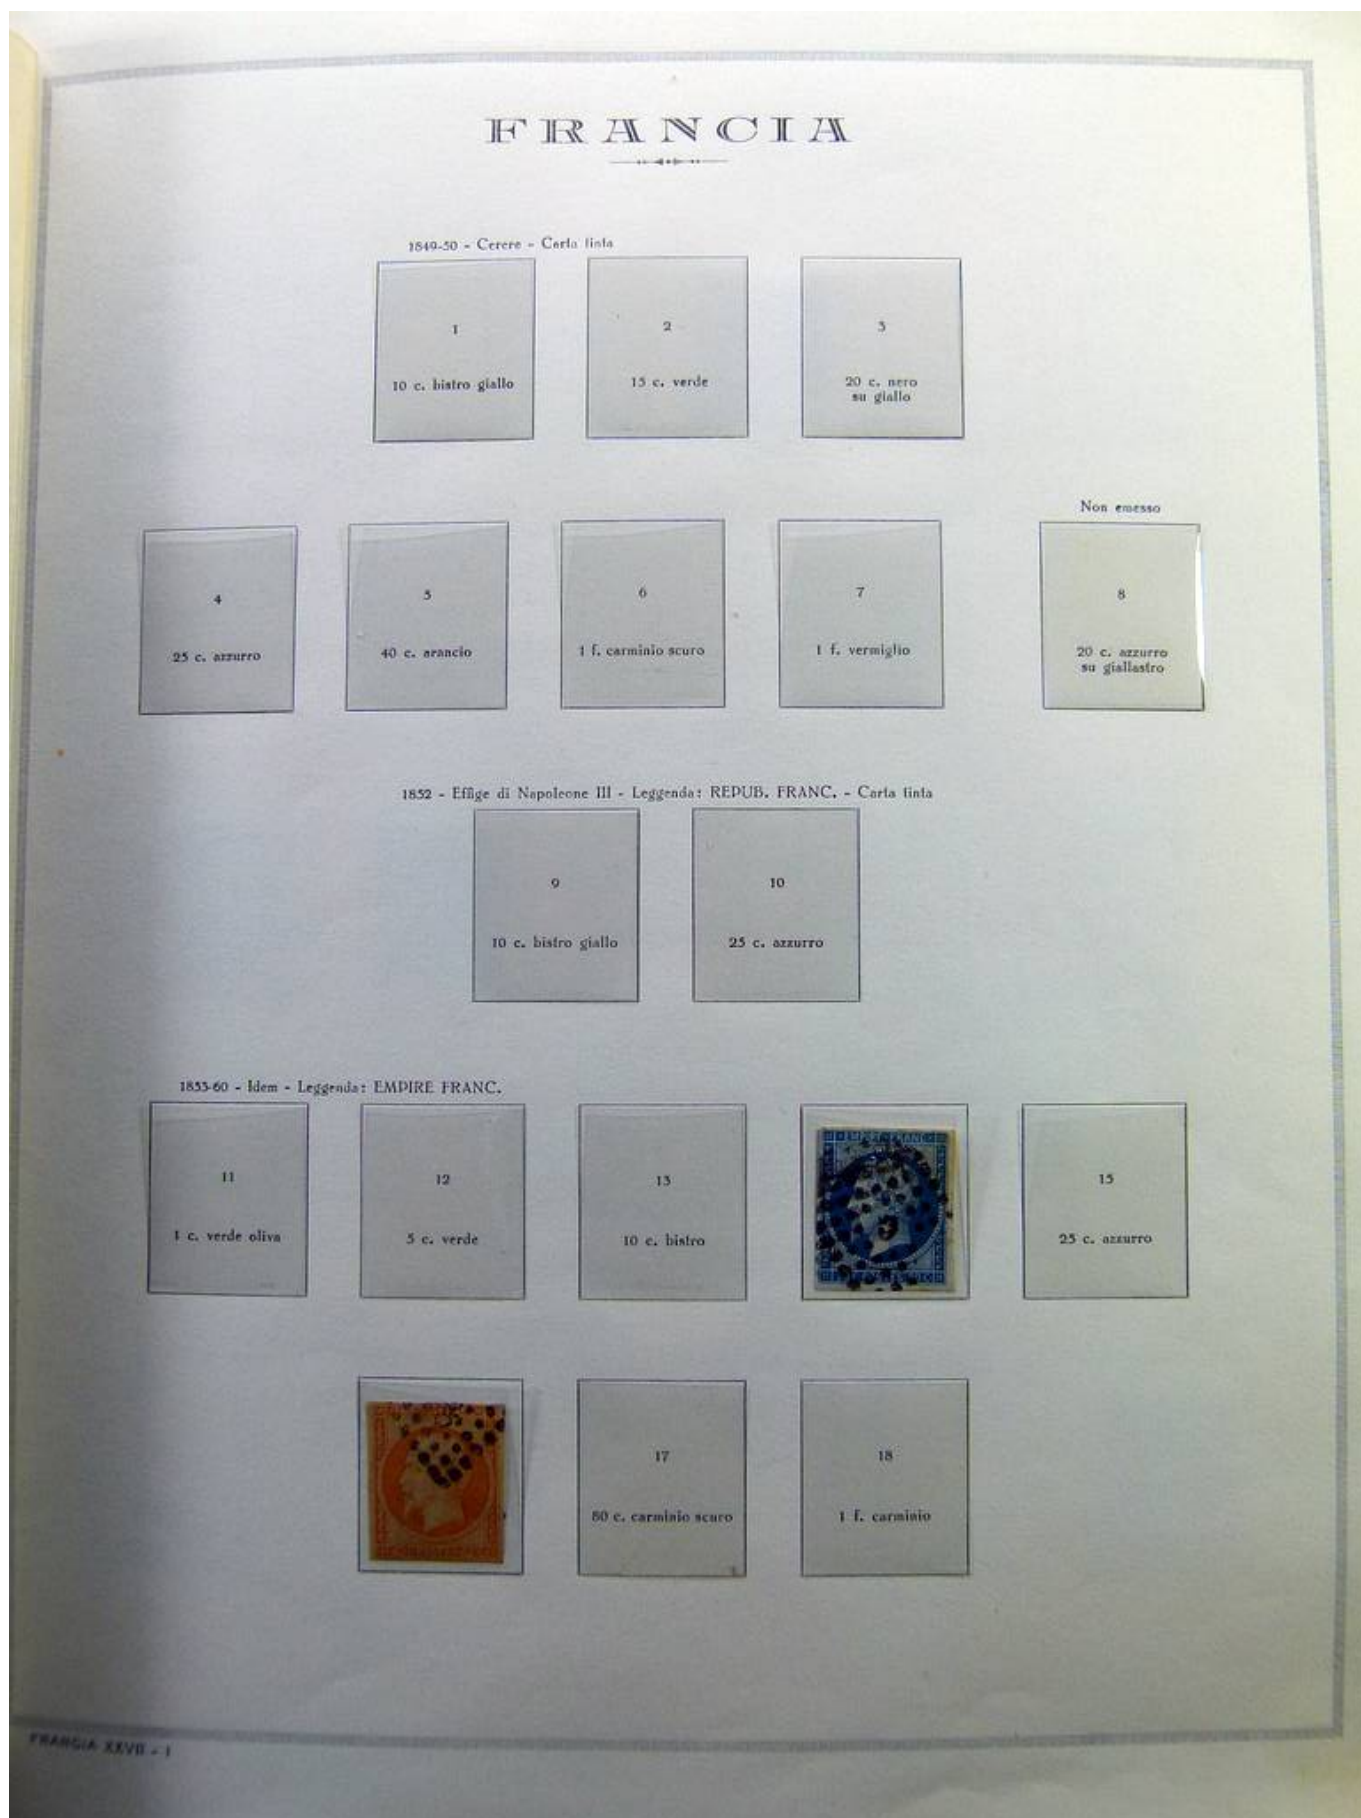 FRANCIA
1849-50 - Cerere - Carta tinta
1
10 c. bistro giallo
2
15 c. verde
3
20 c. nero
su giallo
Non emesso
4
25 c. azzurro
5
40 c. arancio
6
1 f. carminio scuro
7
1 f. vermiglio
8
20 c. azzurro
su giallastro
1852 - Effige di Napoleone III - Leggenda: REPUB. FRANC. - Carta tinta
9
10 c. bistro giallo
10
25 c. azzurro
1853-60 - Idem - Leggenda: EMPIRE FRANC.
11
1 c. verde oliva
12
5 c. verde
13
10 c. bistro
FRANC
15
25 c. azzurro
17
80 c. carminio scuro
18
1 f. carminio
FRANCIA XXVII - 1